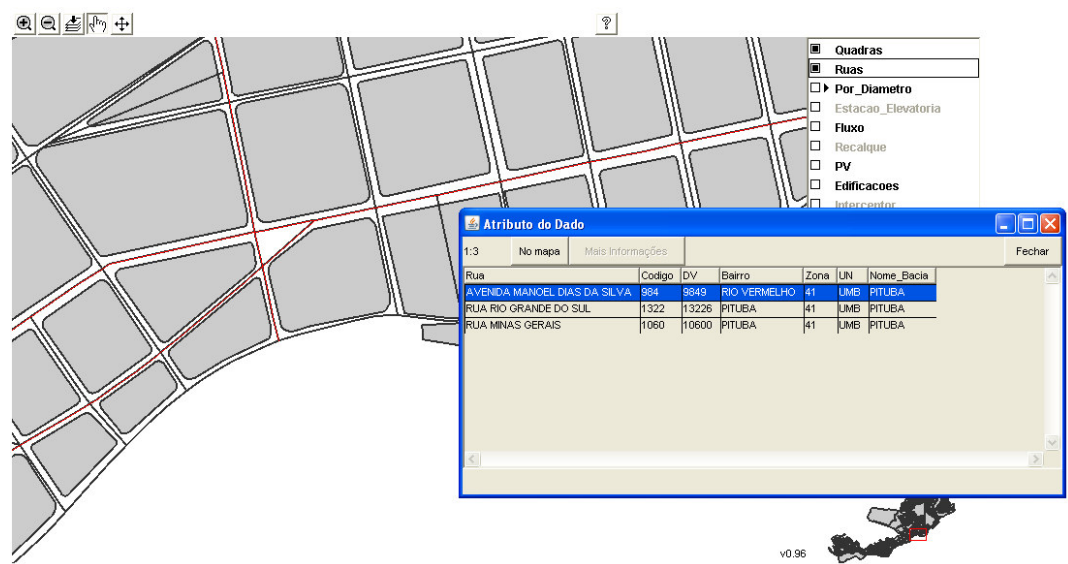 ?
Quadras
Ruas
Por_Diametro
Estacao_Elevatoria
Fluxo
Recalque
PV
Edificacoes
Interceptor
Atributo do Dado
1:3 No mapa Mais Informações Fechar
Rua Codigo DV Bairro Zona UN Nome_Bacia
AVENIDA MANOEL DIAS DA SILVA 984 9849 RIO VERMELHO 41 UMB PITUBA
RUA RIO GRANDE DO SUL 1322 13226 PITUBA 41 UMB PITUBA
RUA MINAS GERAIS 1060 10600 PITUBA 41 UMB PITUBA
v0.96